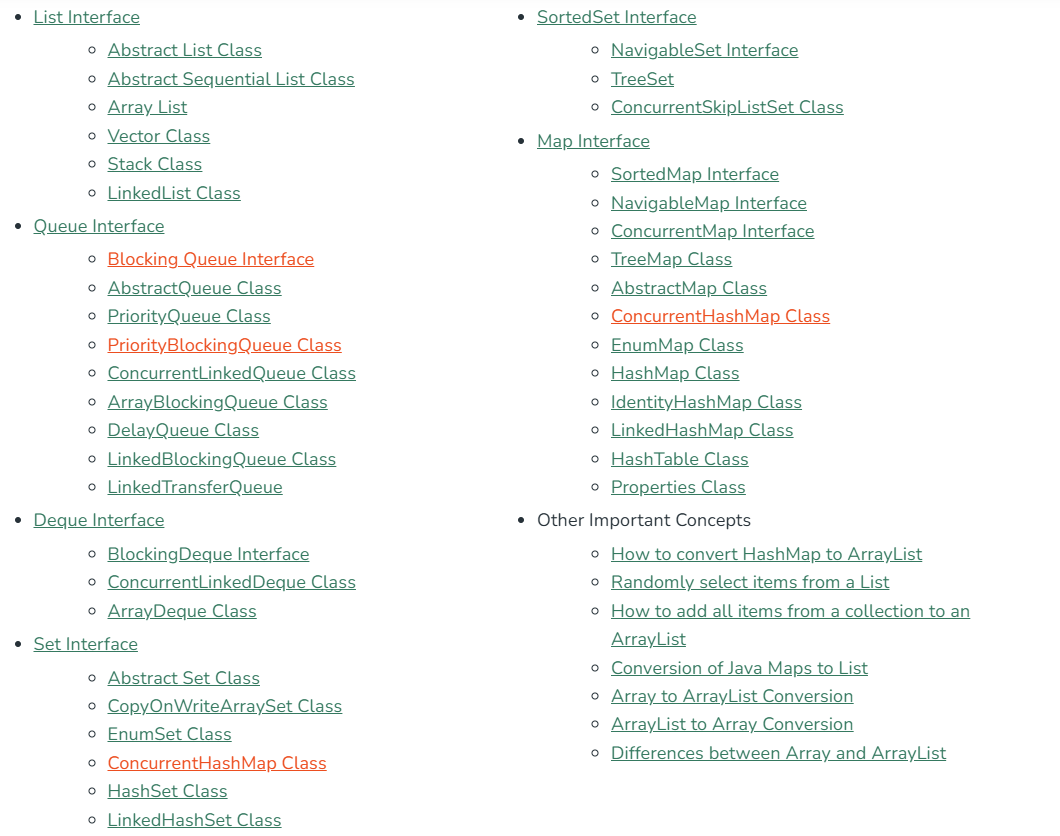 List Interface
Abstract List Class
Abstract Sequential List Class
Array List
Vector Class
Stack Class
LinkedList Class
Queue Interface
Blocking Queue Interface
AbstractQueue Class
PriorityQueue Class
PriorityBlockingQueue Class
ConcurrentLinkedQueue Class
ArrayBlockingQueue Class
DelayQueue Class
LinkedBlockingQueue Class
LinkedTransferQueue
Deque Interface
BlockingDeque Interface
ConcurrentLinkedDeque Class
ArrayDeque Class
Set Interface
Abstract Set Class
CopyOnWriteArraySet Class
EnumSet Class
ConcurrentHashMap Class
HashSet Class
LinkedHashSet Class
SortedSet Interface
NavigableSet Interface
TreeSet
ConcurrentSkipListSet Class
Map Interface
SortedMap Interface
NavigableMap Interface
ConcurrentMap Interface
TreeMap Class
AbstractMap Class
ConcurrentHashMap Class
EnumMap Class
HashMap Class
IdentityHashMap Class
LinkedHashMap Class
HashTable Class
Properties Class
Other Important Concepts
How to convert HashMap to ArrayList
Randomly select items from a List
How to add all items from a collection to an
ArrayList
Conversion of Java Maps to List
Array to ArrayList Conversion
ArrayList to Array Conversion
Differences between Array and ArrayList